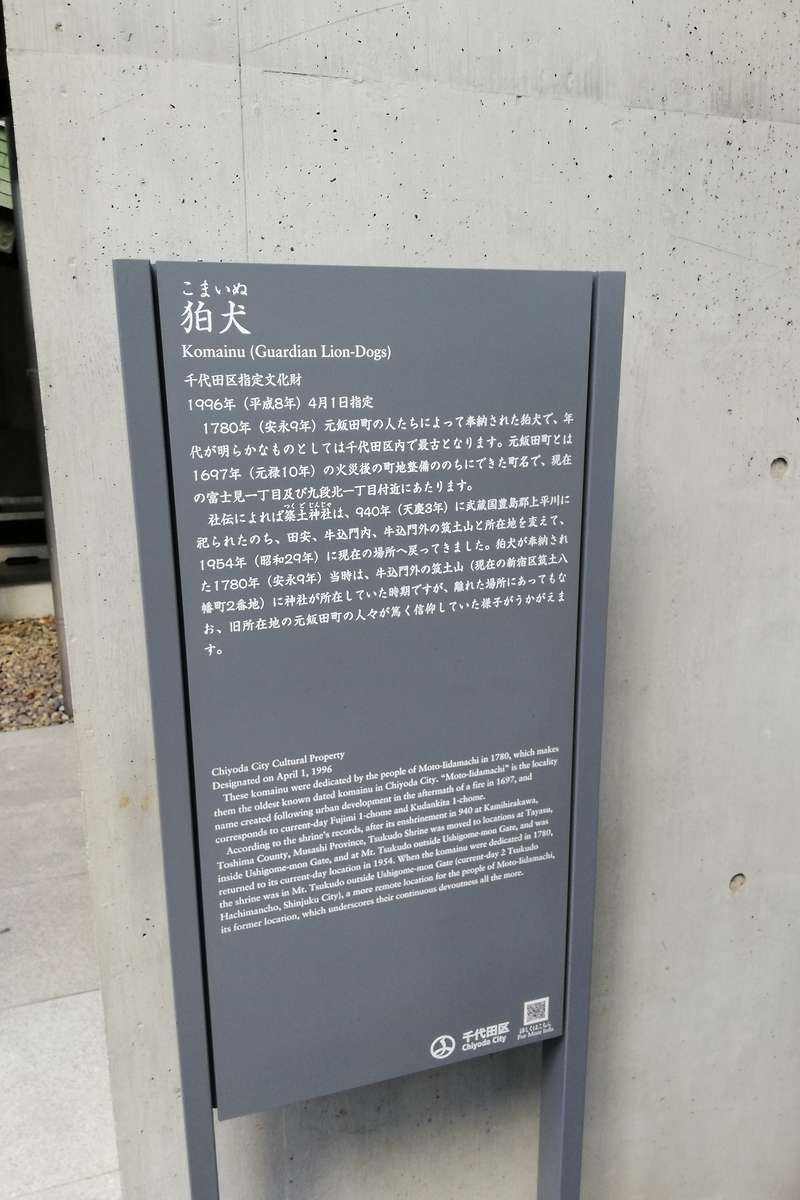 こまいぬ
狛犬
Komainu (Guardian Lion-Dogs)
千代田区指定文化財
1996年（平成8年）4月1日指定
1780年（安永9年）元飯田町の人たちによって奉納された狛犬で、年
代が明らかなものとしては千代田区内で最古となります。元飯田町とは
1697年（元禄10年）の火災後の町地整備ののちにできた町名で、現在
の富士見一丁目及び九段北一丁目付近にあたります。
つくどじんじゃ
社伝によれば築土神社は、940年（天慶3年）に武蔵国豊島郡上平川に
祀られたのち、田安、牛込門内、牛込門外の筑土山と所在地を変えて、
1954年（昭和29年）に現在の場所へ戻ってきました。狛犬が奉納され
た1780年（安永9年）当時は、牛込門外の筑土山（現在の新宿区筑土八
幡町2番地）に神社が所在していた時期ですが、離れた場所にあってもな
お、旧所在地の元飯田町の人々が篤く信仰していた様子がうかがえま
す。
Chiyoda City Cultural Property
Designated on April 1, 1996
These komainu were dedicated by the people of Moto-Iidamachi in 1780, which makes
them the oldest known dated komainu in Chiyoda City. “Moto-Iidamachi” is the locality
name created following urban development in the aftermath of a fire in 1697, and
corresponds to current-day Fujimi 1-chome and Kudankita 1-chome.
According to the shrine's records, after its enshrinement in 940 at Kamihirakawa,
Toshima County, Musashi Province, Tsukudo Shrine was moved to locations at Tayasu,
inside Ushigome-mon Gate, and at Mt. Tsukudo outside Ushigome-mon Gate, and was
returned to its current-day location in 1954. When the komainu were dedicated in 1780,
the shrine was in Mt. Tsukudo outside Ushigome-mon Gate (current-day 2 Tsukudo
Hachimancho, Shinjuku City), a more remote location for the people of Moto-Iidamachi,
its former location, which underscores their continuous devoutness all the more.
千代田区
Chiyoda City
詳しくはこちら
For More Info